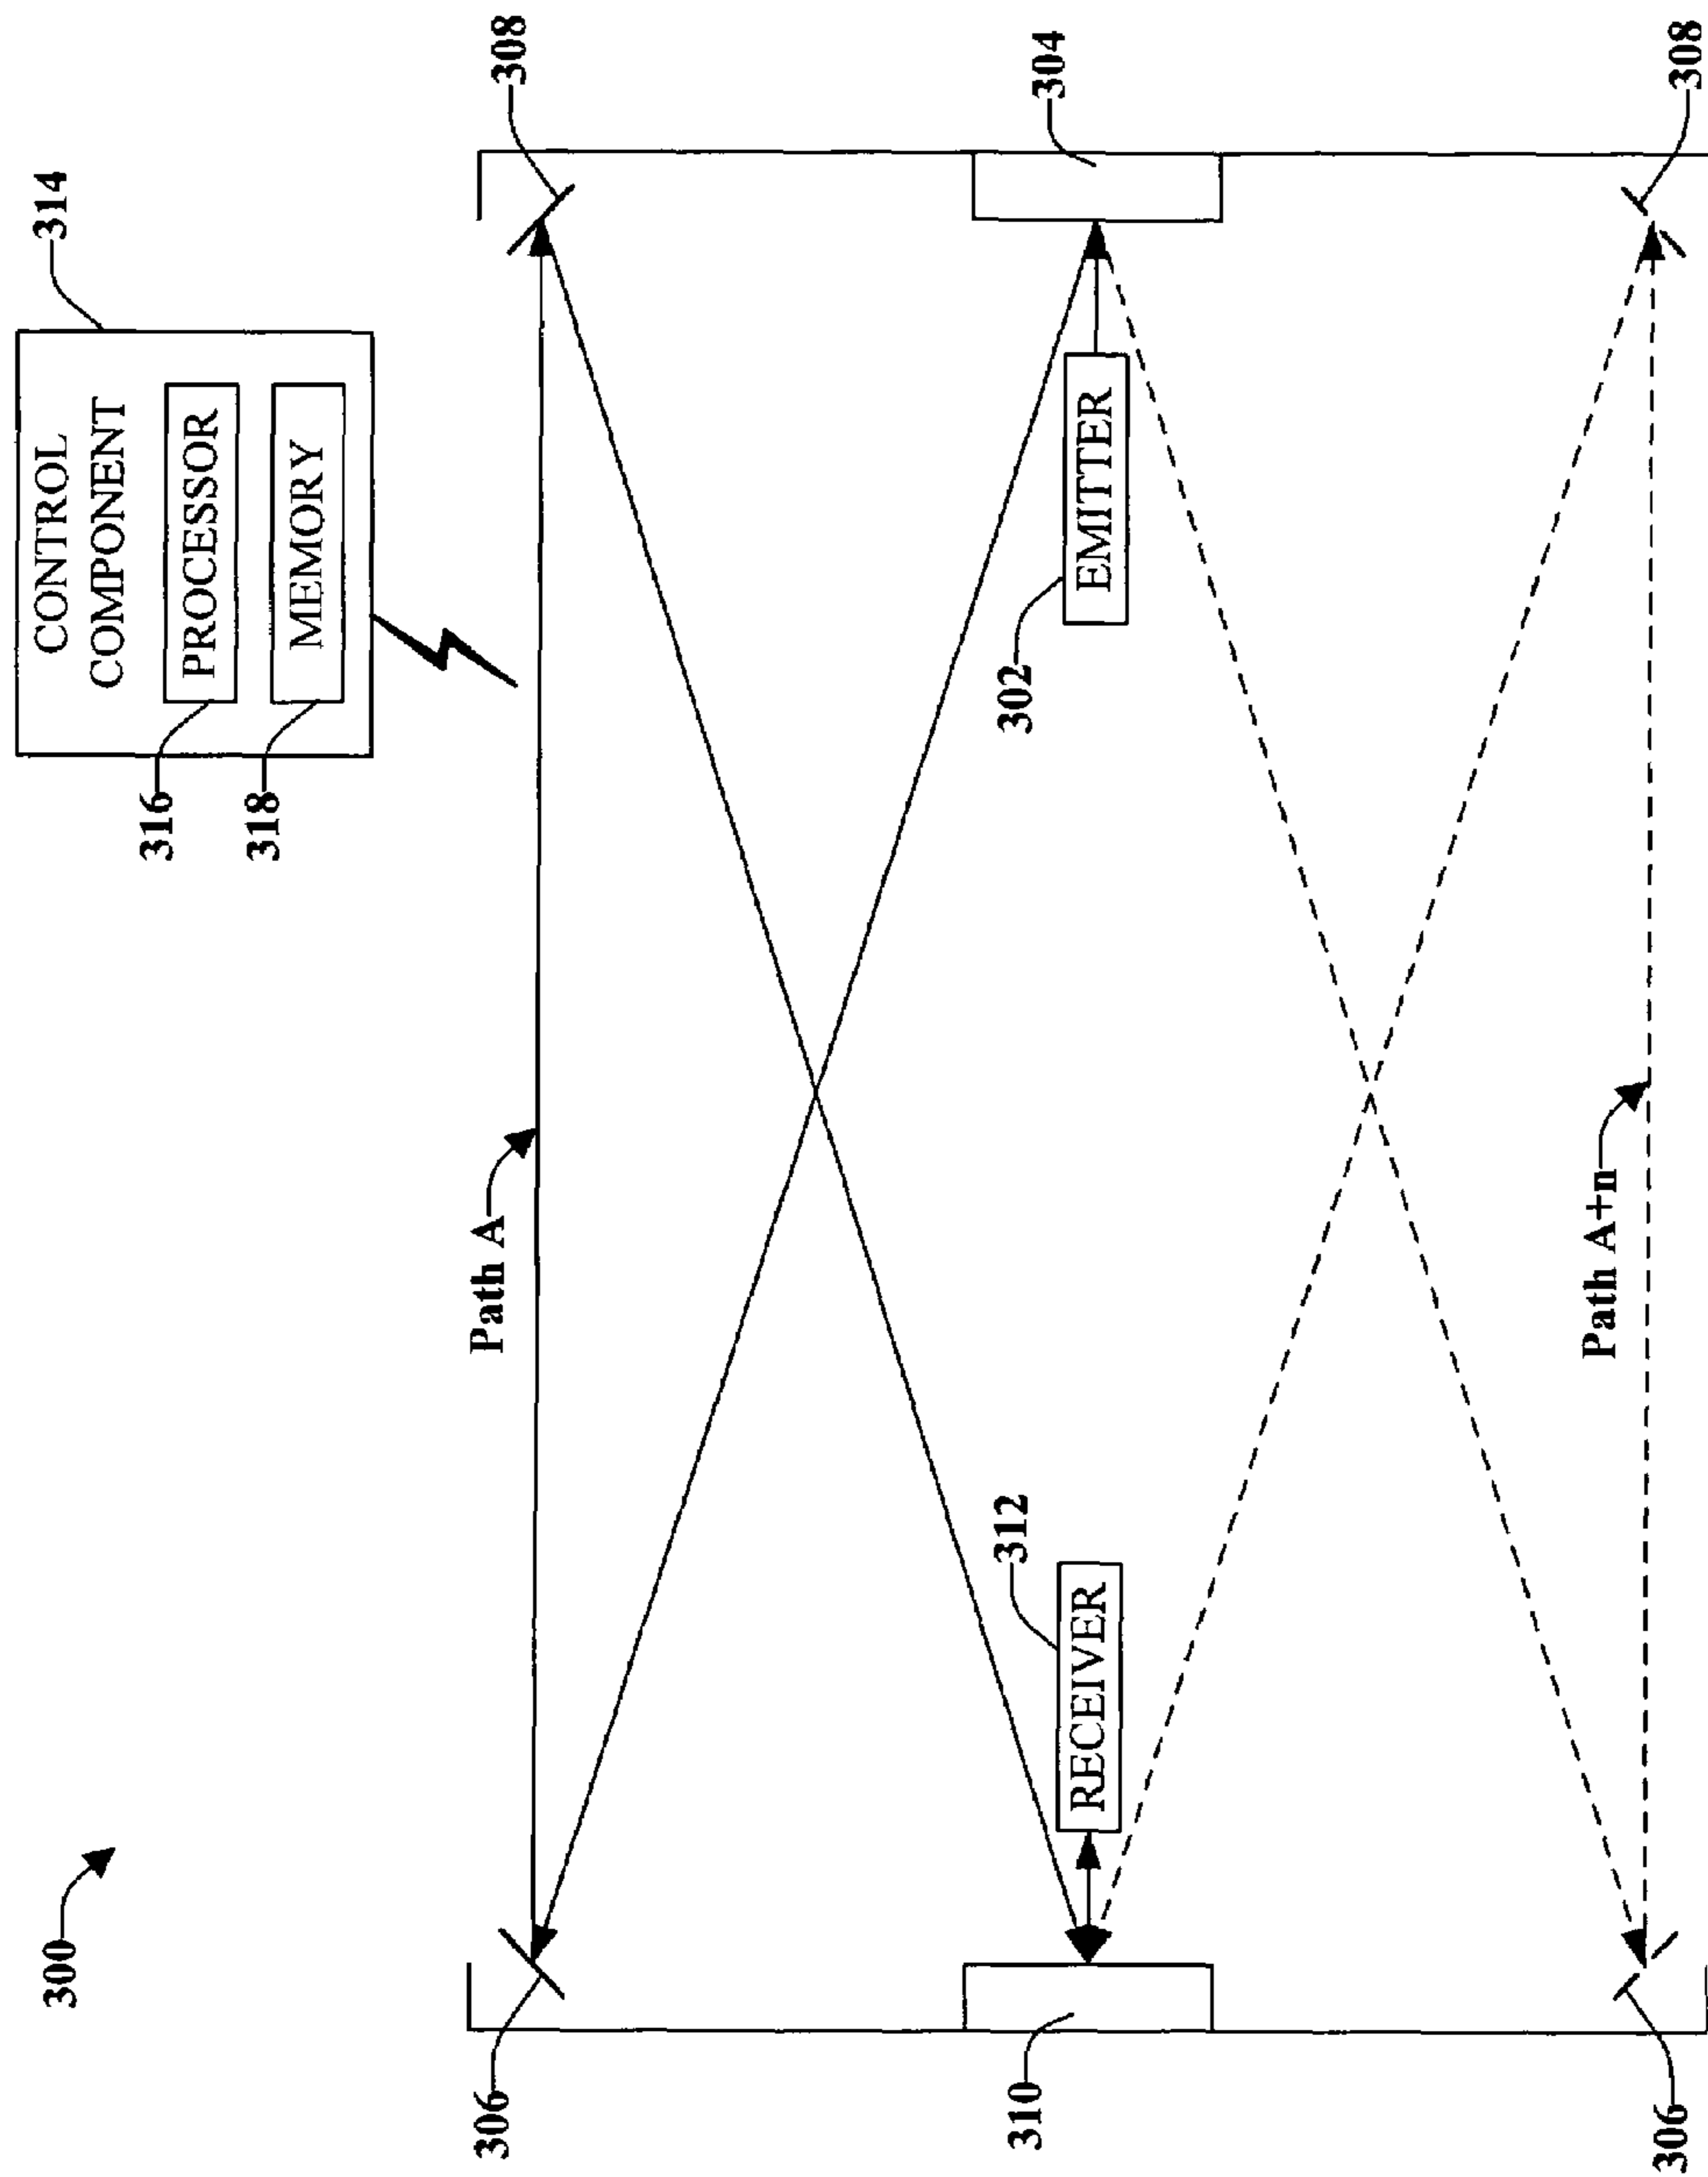 300
314
CONTROL
COMPONENT
PROCESSOR
MEMORY
316
318
308
306
Path A
304
310
312
RECEIVER
302
EMITTER
Path A+n
308
306